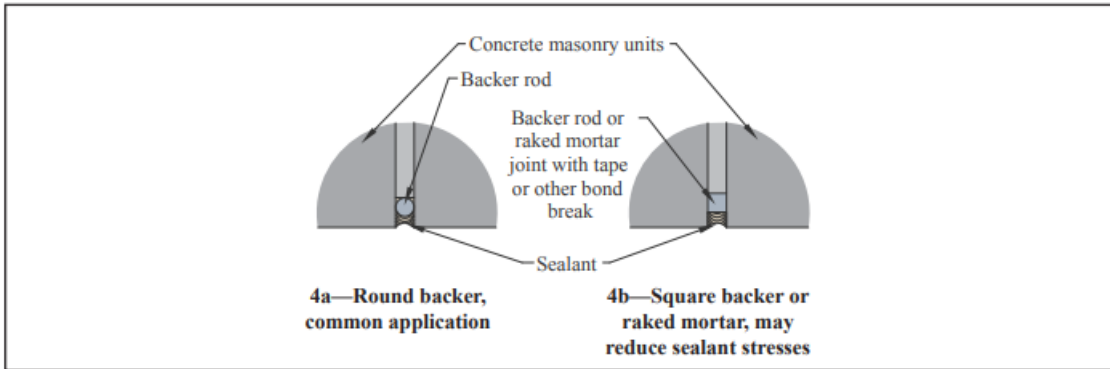 Concrete masonry units
Backer rod
Backer rod or
raked mortar
joint with tape
or other bond
break
Sealant
4a—Round backer,
common application
4b—Square backer or
raked mortar, may
reduce sealant stresses